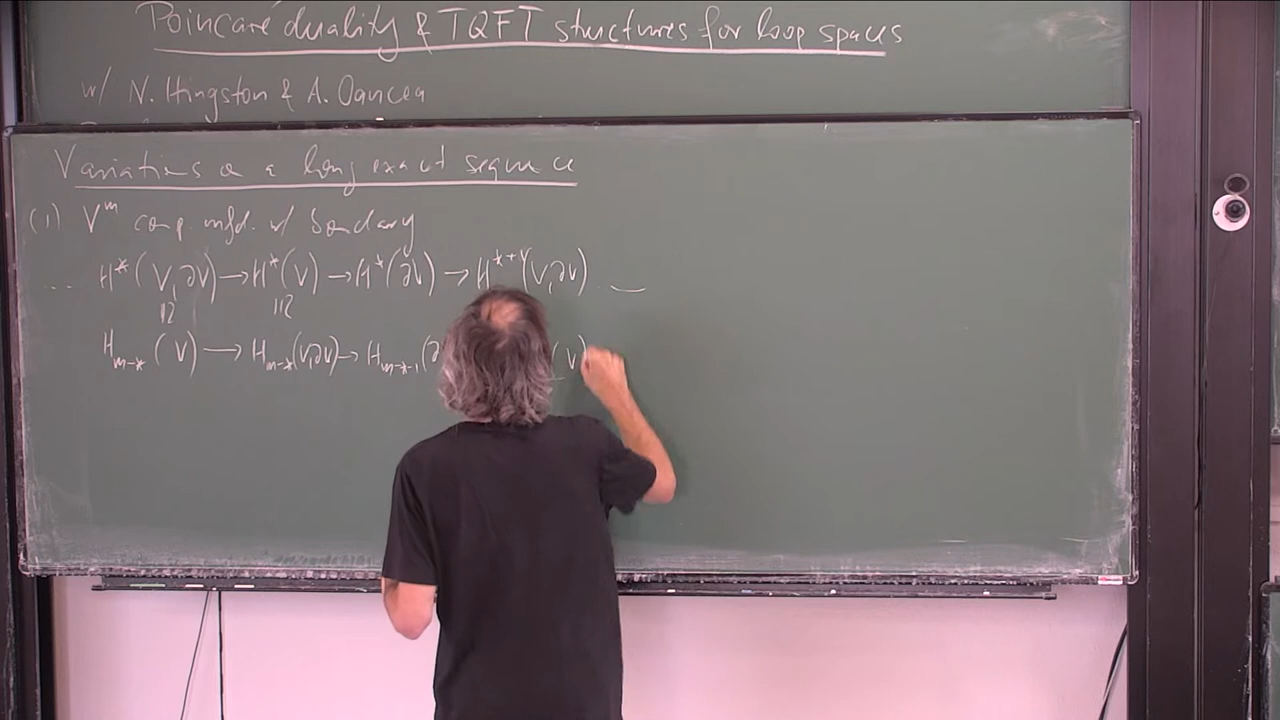 Poincaré duality & TQFT structures for loop spaces
w/ N. Hingston & A. Oancea
Variations on a long exact sequence
(1) V^m comp. mfd. w/ boundary
... H^*(V,∂V) → H^*(V) → H^*(∂V) → H^{*+1}(V,∂V) ...
H_{m-*}(V) → H_{m-*}(V,∂V) → H_{m-*-1}(∂ (V)